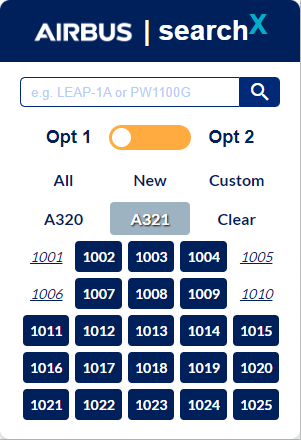 AIRBUS | searchX
e.g. LEAP-1A or PW1100G
Opt 1 Opt 2
All New Custom
A320 A321 Clear
1001 1002 1003 1004 1005
1006 1007 1008 1009 1010
1011 1012 1013 1014 1015
1016 1017 1018 1019 1020
1021 1022 1023 1024 1025